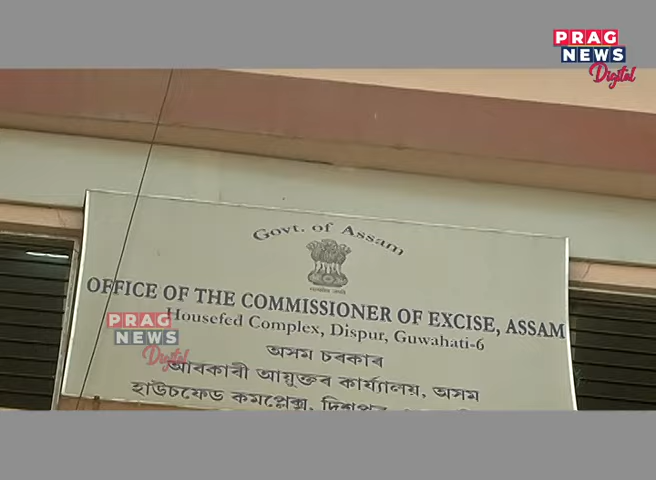 PRAG
NEWS
Digital
Govt. of Assam
OFFICE OF THE COMMISSIONER OF EXCISE, ASSAM
Housefed Complex, Dispur, Guwahati-6
PRAG
NEWS
Digital
অসম চৰকাৰ
আবকাৰী আয়ুক্তৰ কাৰ্য্যালয়, অসম
হাউচফেড কমপ্লেক্স, দিশপুৰ,